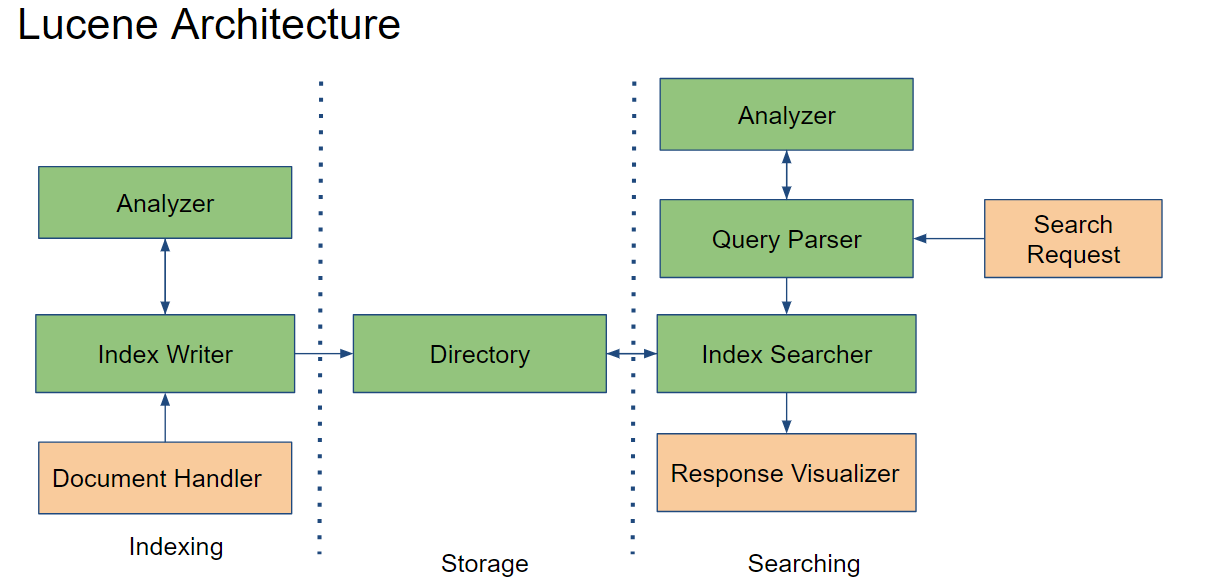 Lucene Architecture
Analyzer
Index Writer
Document Handler
Indexing
Directory
Storage
Analyzer
Query Parser
Search
Request
Index Searcher
Response Visualizer
Searching